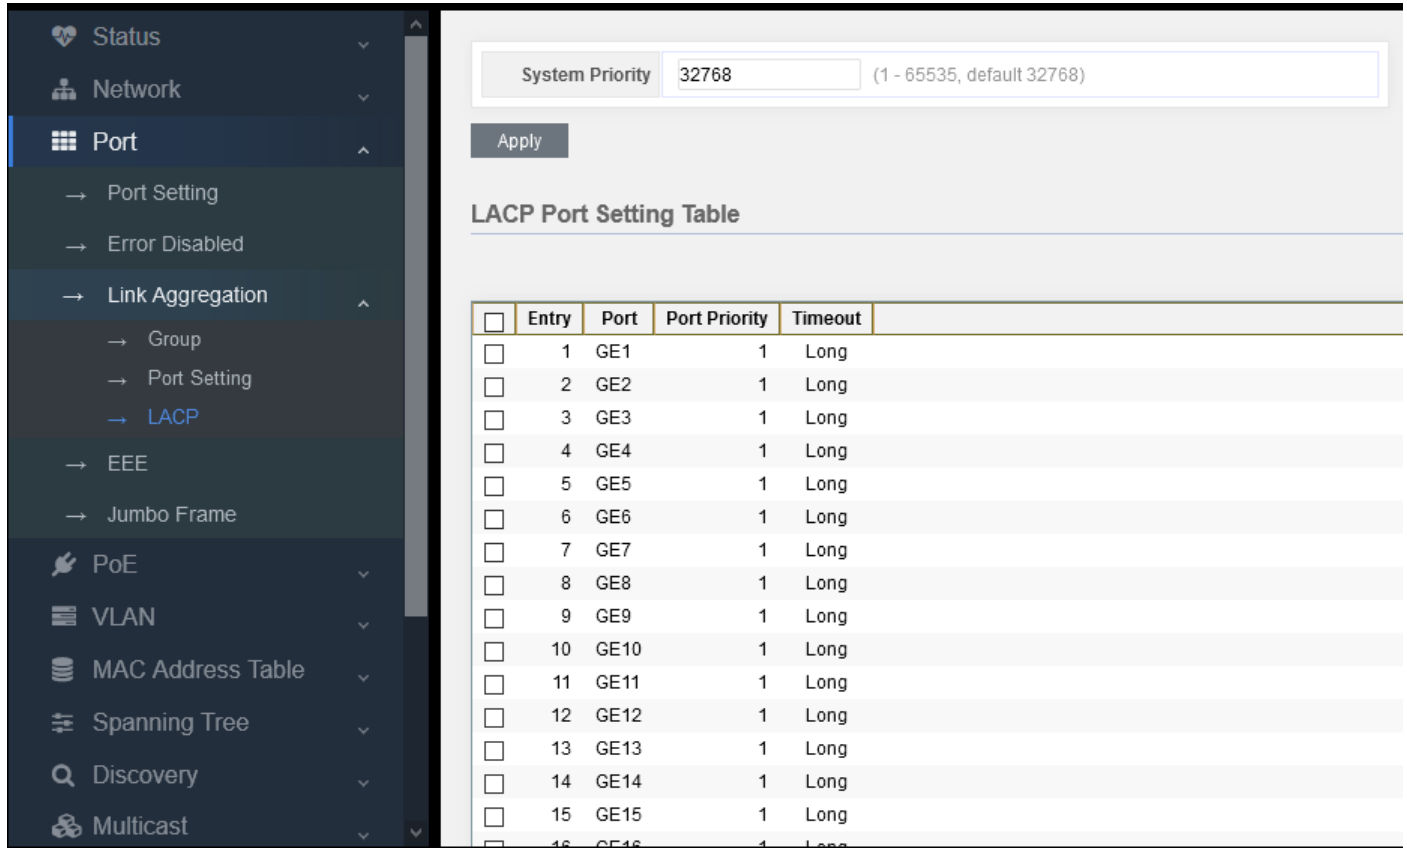 Status
Network
Port
→ Port Setting
→ Error Disabled
→ Link Aggregation
→ Group
→ Port Setting
→ LACP
→ EEE
→ Jumbo Frame
PoE
VLAN
MAC Address Table
Spanning Tree
Discovery
Multicast
System Priority 32768 (1 - 65535, default 32768)
Apply
LACP Port Setting Table
Entry Port Port Priority Timeout
1 GE1 1 Long
2 GE2 1 Long
3 GE3 1 Long
4 GE4 1 Long
5 GE5 1 Long
6 GE6 1 Long
7 GE7 1 Long
8 GE8 1 Long
9 GE9 1 Long
10 GE10 1 Long
11 GE11 1 Long
12 GE12 1 Long
13 GE13 1 Long
14 GE14 1 Long
15 GE15 1 Long
16 GE16 1 Long